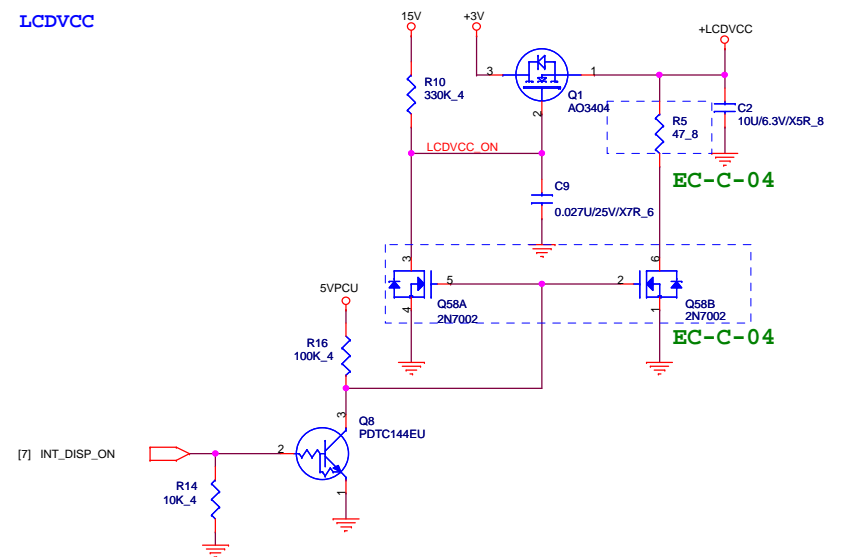 LCDVCC
15V
+3V
+LCDVCC
R10
330K_4
3
1
Q1
AO3404
2
C2
10U/6.3V/X5R_8
R5
47_8
LCDVCC_ON
EC-C-04
C9
0.027U/25V/X7R_6
3
5
4
Q58A
2N7002
6
2
1
Q58B
2N7002
EC-C-04
5VPCU
R16
100K_4
3
Q8
PDTC144EU
2
1
[7] INT_DISP_ON
R14
10K_4